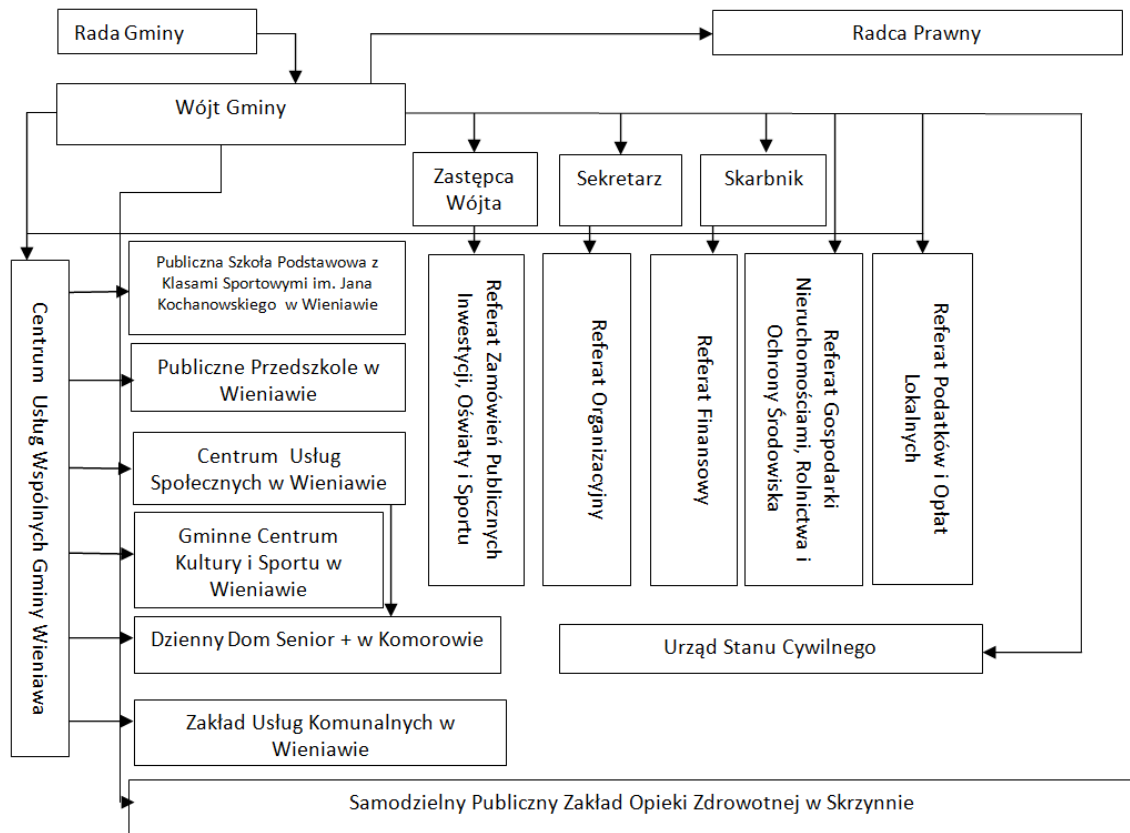 Rada Gminy
Radca Prawny
Wójt Gminy
Zastępca
Wójta
Sekretarz
Skarbnik
Centrum Usług Wspólnych Gminy Wieniawa
Publiczna Szkoła Podstawowa z
Klasami Sportowymi im. Jana
Kochanowskiego w Wieniawie
Publiczne Przedszkole w
Wieniawie
Centrum Usług
Społecznych w Wieniawie
Gminne Centrum
Kultury i Sportu w
Wieniawie
Dzienny Dom Senior + w Komorowie
Zakład Usług Komunalnych w
Wieniawie
Referat Zamówień Publicznych
Inwestycji, Oświaty i Sportu
Referat Organizacyjny
Referat Finansowy
Referat Gospodarki
Nieruchomościami, Rolnictwa i
Ochrony Środowiska
Referat Podatków i Opłat
Lokalnych
Urząd Stanu Cywilnego
Samodzielny Publiczny Zakład Opieki Zdrowotnej w Skrzynnie